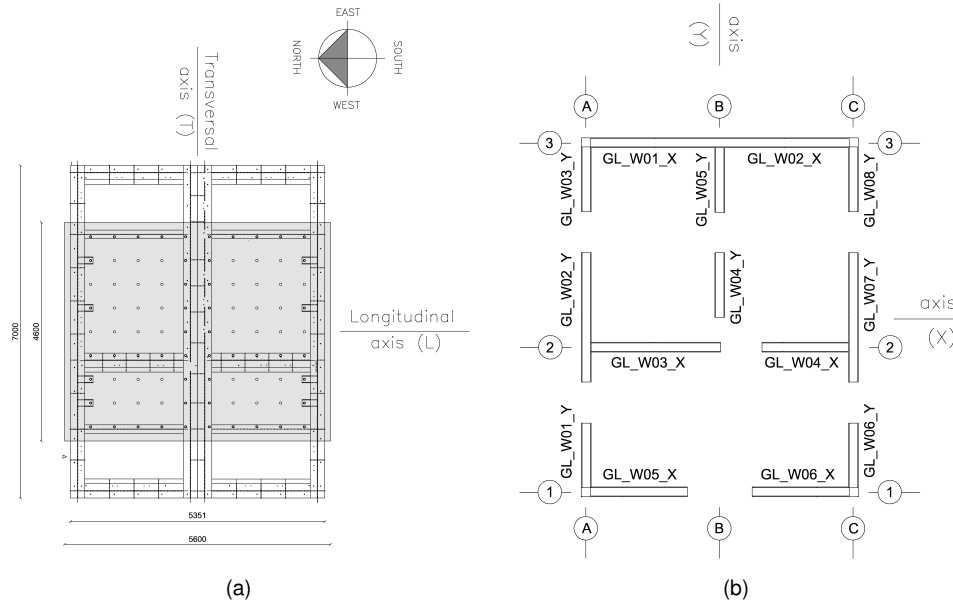 EAST
NORTH
SOUTH
WEST
Transversal
axis (T)
7000
4600
Longitudinal
axis (L)
5351
5600
(a)
axis
(Y)
A
B
C
3
3
GL_W01_X
GL_W02_X
GL_W03_Y
GL_W05_Y
GL_W08_Y
GL_W02_Y
GL_W04_Y
GL_W07_Y
axis
(X)
2
2
GL_W03_X
GL_W04_X
GL_W01_Y
GL_W06_Y
GL_W05_X
GL_W06_X
1
1
A
B
C
(b)